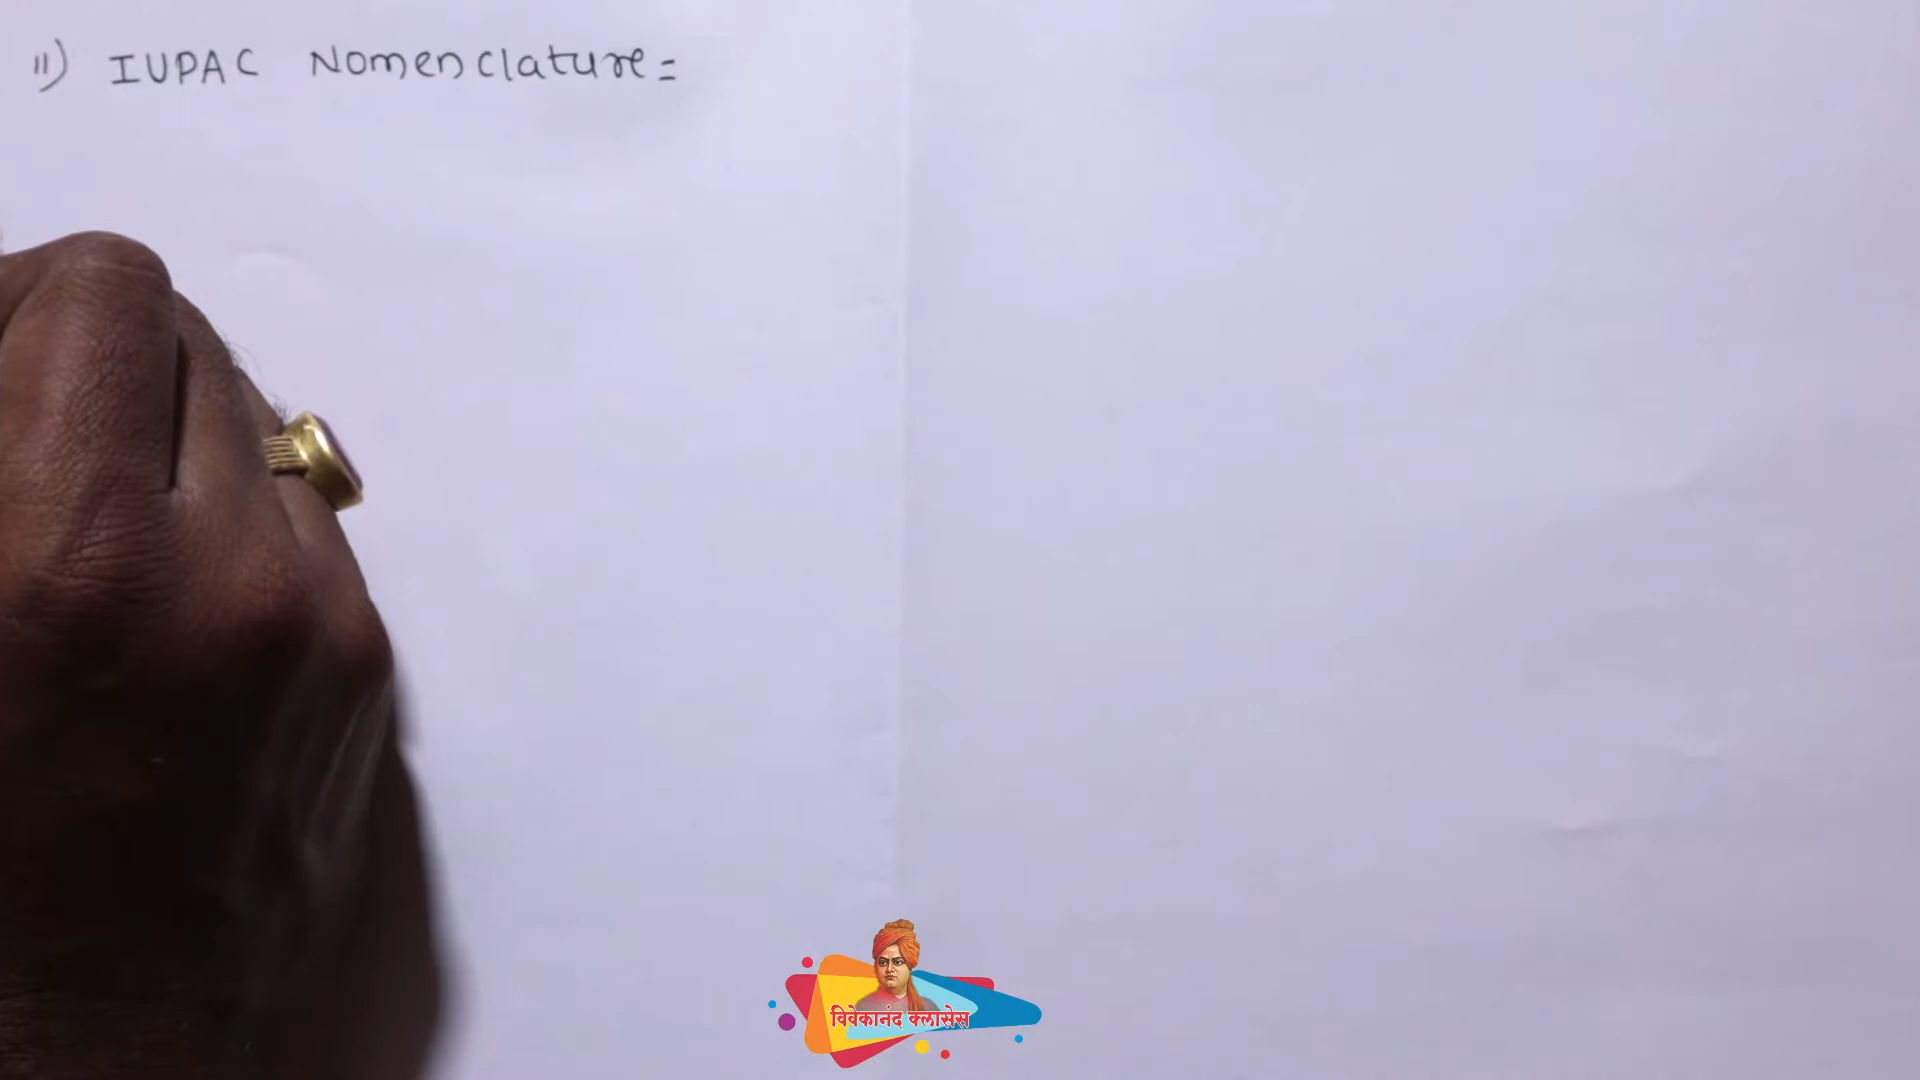 11) IUPAC Nomenclature=
विवेकानंद क्लासेस